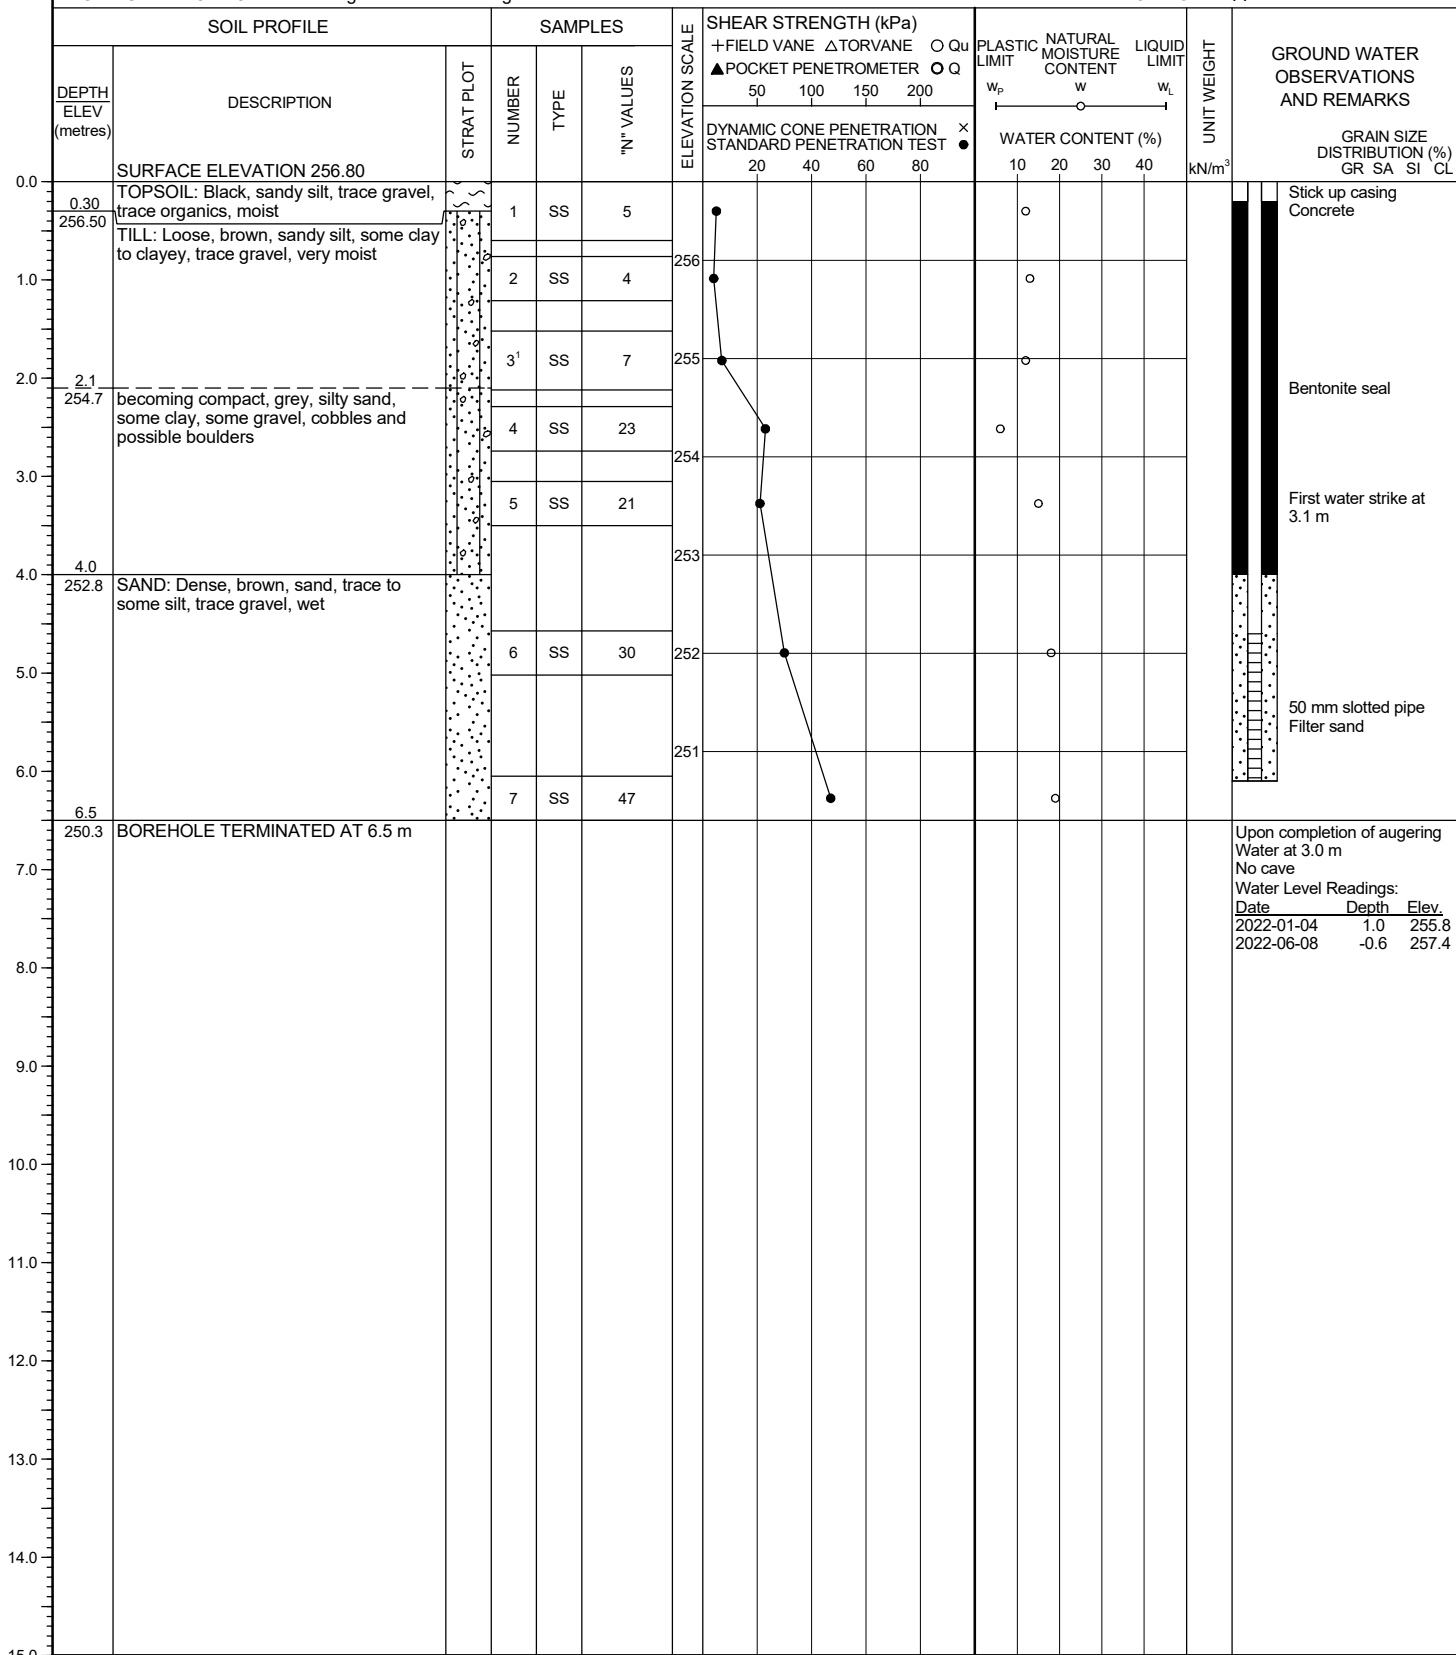 SOIL PROFILE
SAMPLES
ELEVATION SCALE
SHEAR STRENGTH (kPa)
+FIELD VANE △TORVANE ○ Qu
▲POCKET PENETROMETER O Q
50 100 150 200
DYNAMIC CONE PENETRATION ×
STANDARD PENETRATION TEST ●
20 40 60 80
PLASTIC LIMIT
NATURAL MOISTURE CONTENT
LIQUID LIMIT
WP W WL
WATER CONTENT (%)
10 20 30 40
UNIT WEIGHT
kN/m³
GROUND WATER
OBSERVATIONS
AND REMARKS
GRAIN SIZE
DISTRIBUTION (%)
GR SA SI CL
DEPTH
ELEV
(metres)
DESCRIPTION
STRAT PLOT
NUMBER
TYPE
"N" VALUES
SURFACE ELEVATION 256.80
0.0
0.30
256.50
TOPSOIL: Black, sandy silt, trace gravel,
trace organics, moist
1 SS 5
Stick up casing
Concrete
TILL: Loose, brown, sandy silt, some clay
to clayey, trace gravel, very moist
256
1.0
2 SS 4
3¹ SS 7
255
2.0
2.1
254.7
becoming compact, grey, silty sand,
some clay, some gravel, cobbles and
possible boulders
Bentonite seal
4 SS 23
254
3.0
5 SS 21
First water strike at
3.1 m
253
4.0
4.0
252.8
SAND: Dense, brown, sand, trace to
some silt, trace gravel, wet
6 SS 30
252
5.0
50 mm slotted pipe
Filter sand
251
6.0
7 SS 47
6.5
250.3
BOREHOLE TERMINATED AT 6.5 m
Upon completion of augering
Water at 3.0 m
No cave
Water Level Readings:
Date Depth Elev.
2022-01-04 1.0 255.8
2022-06-08 -0.6 257.4
7.0
8.0
9.0
10.0
11.0
12.0
13.0
14.0
15.0